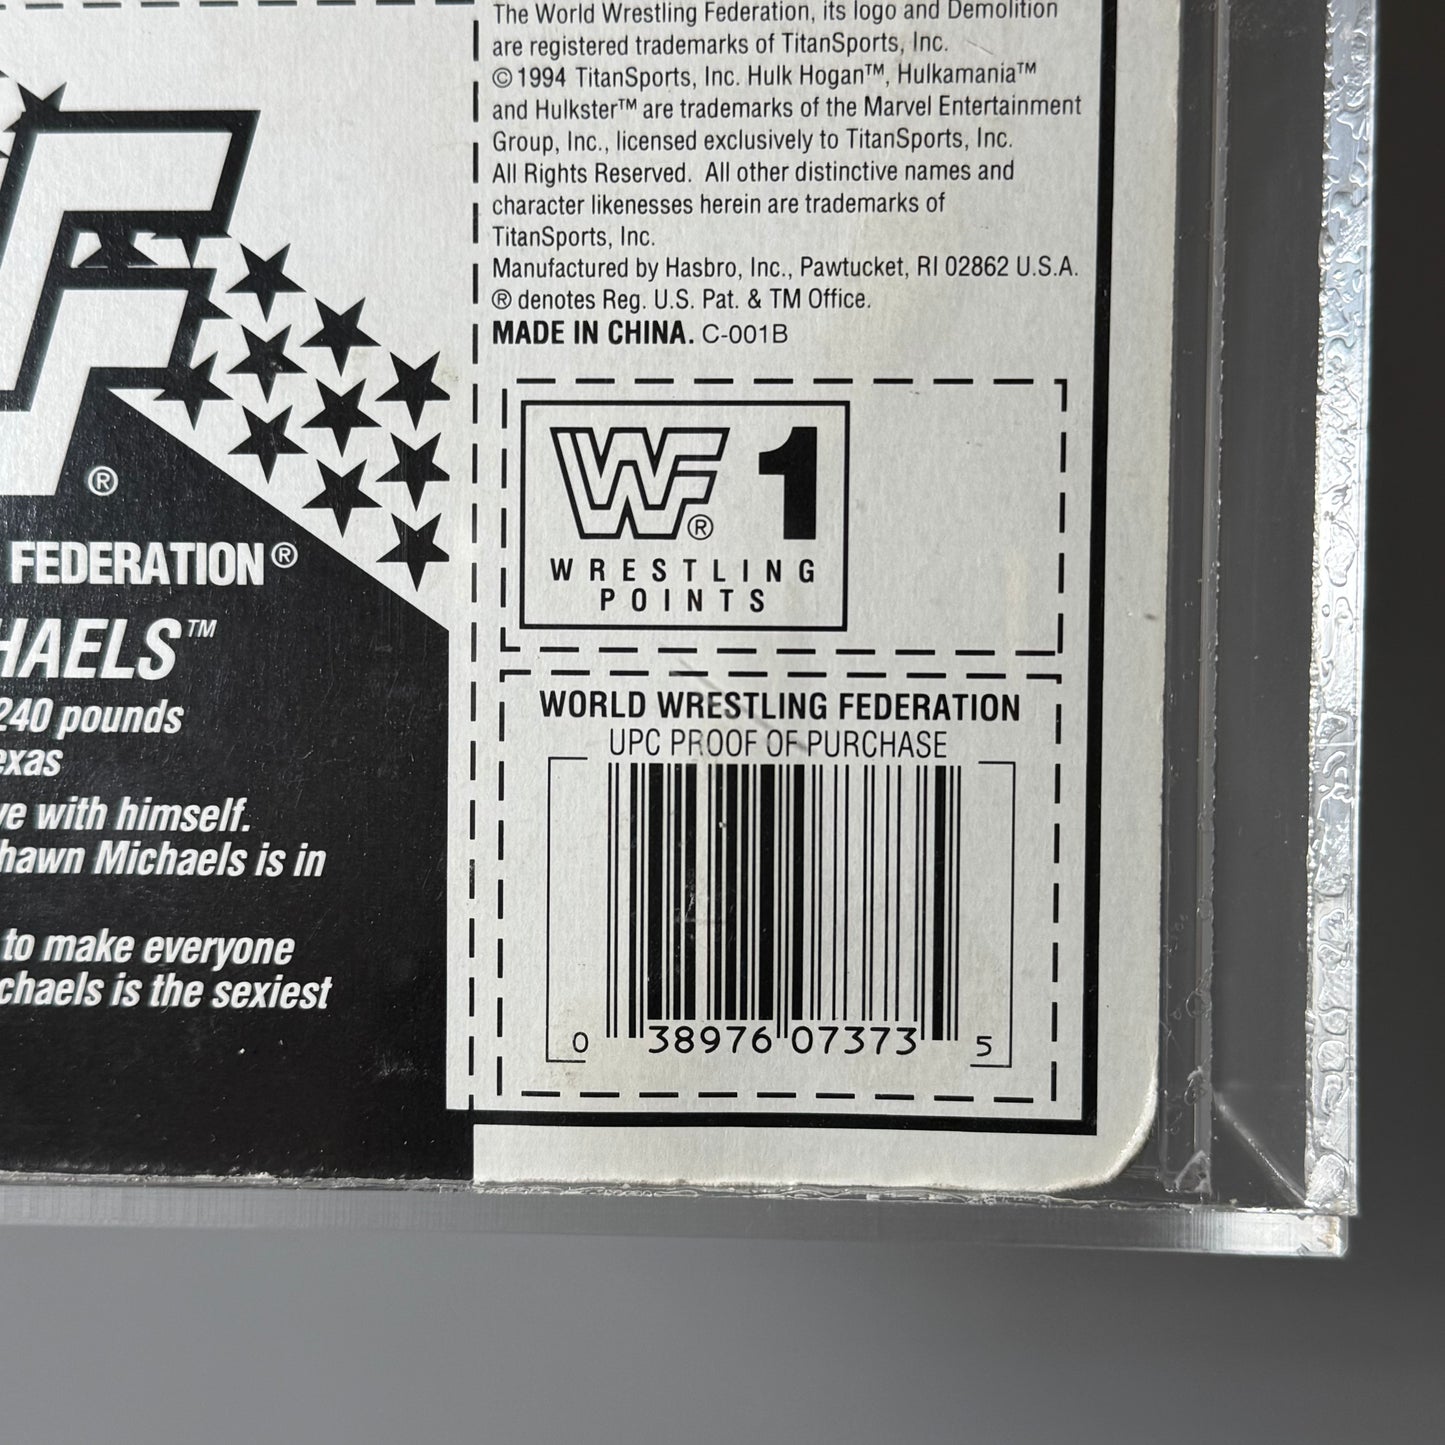 The World Wrestling Federation, its logo and Demolition
are registered trademarks of TitanSports, Inc.
©1994 TitanSports, Inc. Hulk Hogan™, Hulkamania™
and Hulkster™ are trademarks of the Marvel Entertainment
Group, Inc., licensed exclusively to TitanSports, Inc.
All Rights Reserved. All other distinctive names and
character likenesses herein are trademarks of
TitanSports, Inc.
Manufactured by Hasbro, Inc., Pawtucket, RI 02862 U.S.A.
® denotes Reg. U.S. Pat. & TM Office.
MADE IN CHINA. C-001B
WF® 1
WRESTLING
POINTS
WORLD WRESTLING FEDERATION
UPC PROOF OF PURCHASE
0 38976 07373 5
F®
FEDERATION®
HAELS™
240 pounds
exas
ve with himself.
hawn Michaels is in
to make everyone
chaels is the sexiest